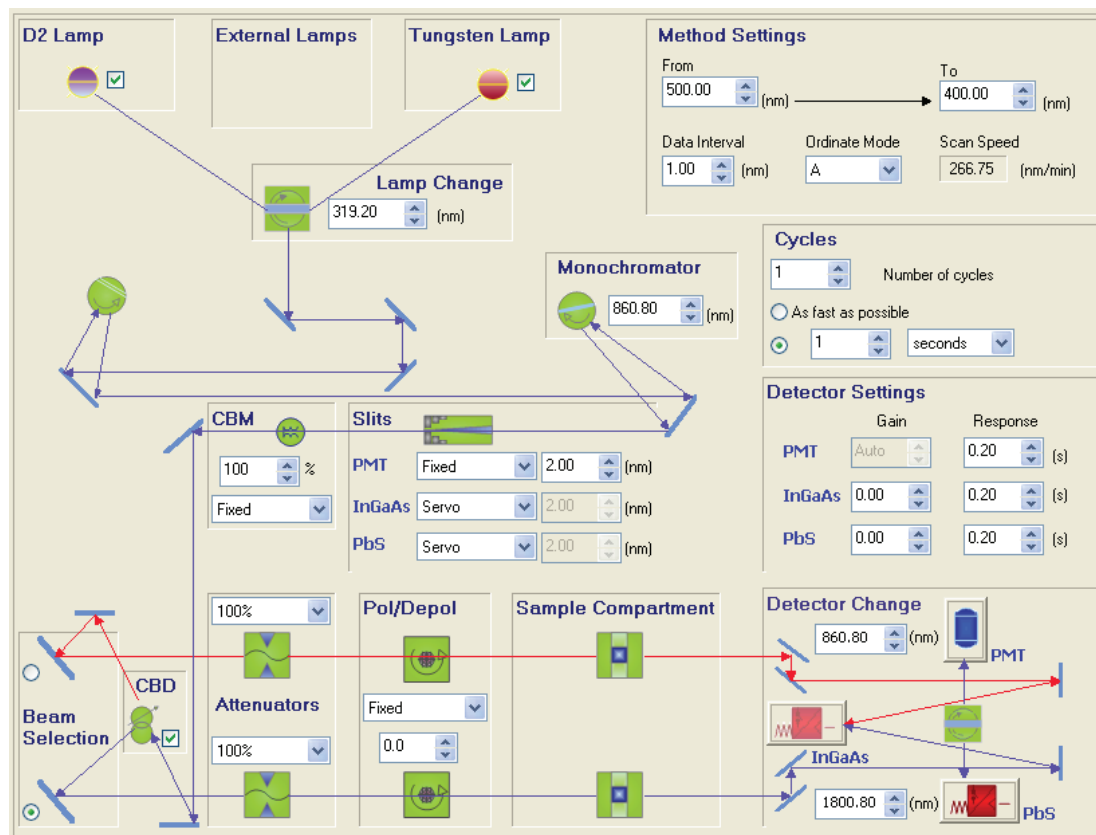 D2 Lamp
External Lamps
Tungsten Lamp
Method Settings
From
To
500.00
(nm)
400.00
(nm)
Data Interval
Ordinate Mode
Scan Speed
1.00
(nm)
A
266.75
(nm/min)
Lamp Change
319.20
(nm)
Cycles
1
Number of cycles
As fast as possible
1
seconds
Monochromator
860.80
(nm)
Detector Settings
Gain
Response
PMT
Auto
0.20
(s)
InGaAs
0.00
0.20
(s)
PbS
0.00
0.20
(s)
CBM
100
%
Fixed
Slits
PMT
Fixed
2.00
(nm)
InGaAs
Servo
2.00
(nm)
PbS
Servo
2.00
(nm)
Beam
Selection
CBD
100%
Attenuators
100%
Pol/Depol
Fixed
0.0
Sample Compartment
Detector Change
860.80
(nm)
PMT
InGaAs
1800.80
(nm)
PbS